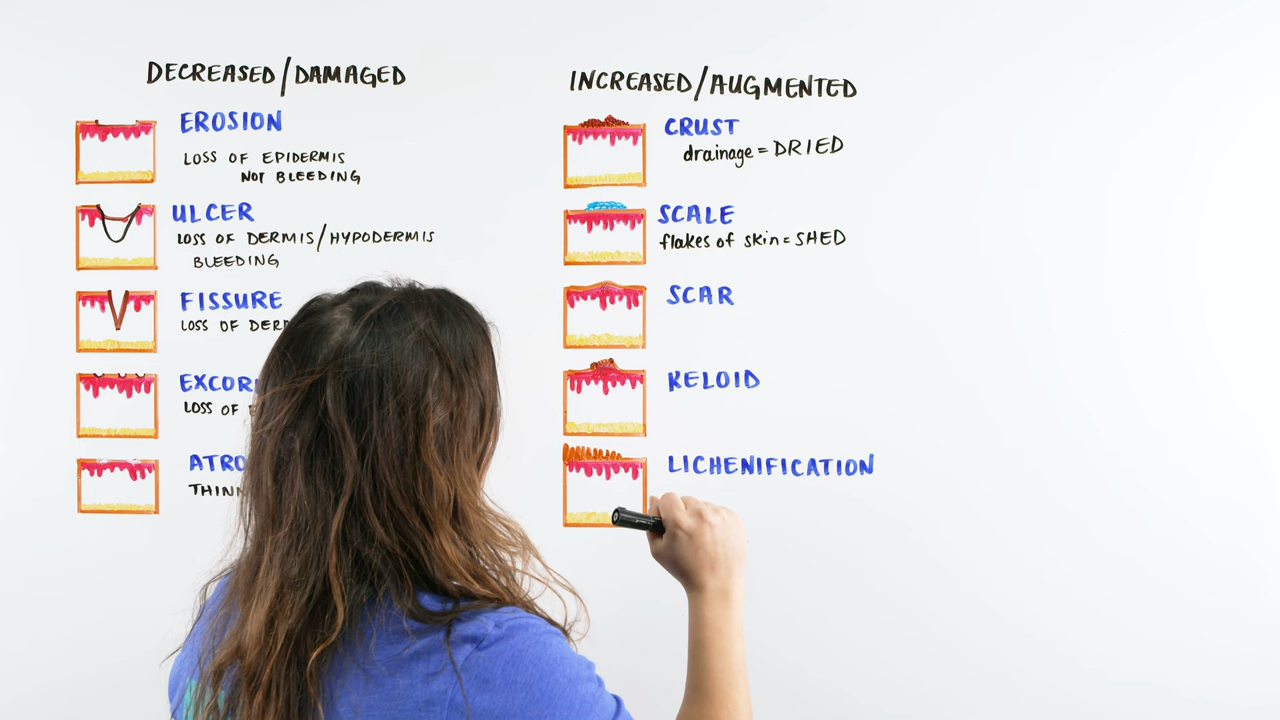 DECREASED/DAMAGED
EROSION
LOSS OF EPIDERMIS
NOT BLEEDING
ULCER
LOSS OF DERMIS/HYPODERMIS
BLEEDING
FISSURE
LOSS OF
LOSS OF
INCREASED/AUGMENTED
CRUST
drainage = DRIED
SCALE
flakes of skin = SHED
SCAR
KELOID
LICHENIFICATION